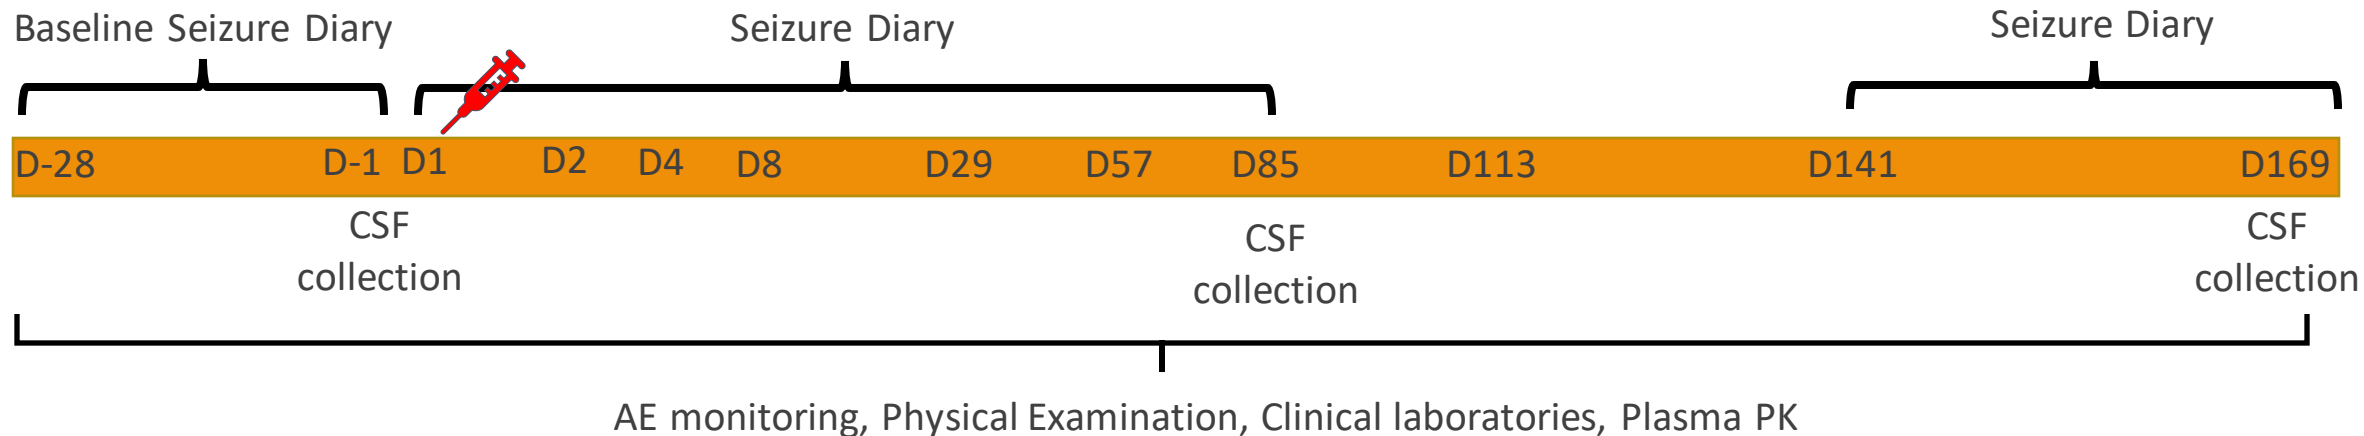 Baseline Seizure Diary
Seizure Diary
Seizure Diary
D-28 D-1 D1 D2 D4 D8 D29 D57 D85 D113 D141 D169
CSF
collection
CSF
collection
CSF
collection
AE monitoring, Physical Examination, Clinical laboratories, Plasma PK